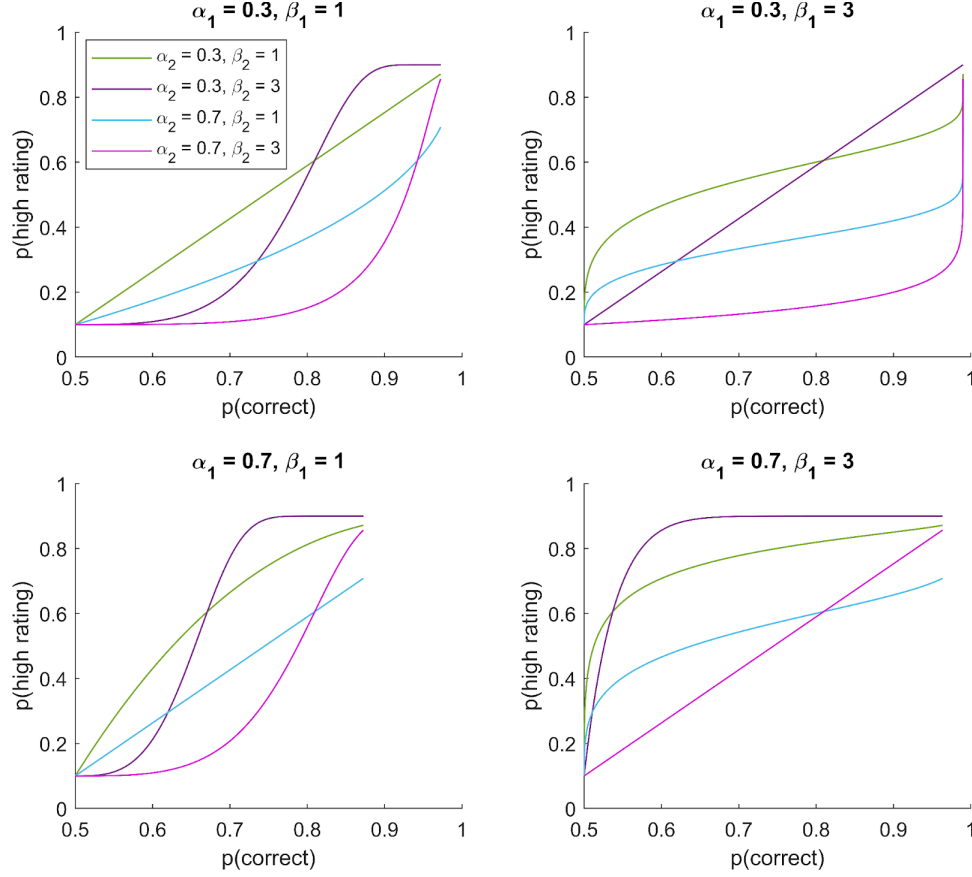 α₁ = 0.3, β₁ = 1
1
0.8
0.6
0.4
0.2
0
p(high rating)
α₂ = 0.3, β₂ = 1
α₂ = 0.3, β₂ = 3
α₂ = 0.7, β₂ = 1
α₂ = 0.7, β₂ = 3
0.5 0.6 0.7 0.8 0.9 1
p(correct)
α₁ = 0.3, β₁ = 3
1
0.8
0.6
0.4
0.2
0
p(high rating)
0.5 0.6 0.7 0.8 0.9 1
p(correct)
α₁ = 0.7, β₁ = 1
1
0.8
0.6
0.4
0.2
0
p(high rating)
0.5 0.6 0.7 0.8 0.9 1
p(correct)
α₁ = 0.7, β₁ = 3
1
0.8
0.6
0.4
0.2
0
p(high rating)
0.5 0.6 0.7 0.8 0.9 1
p(correct)